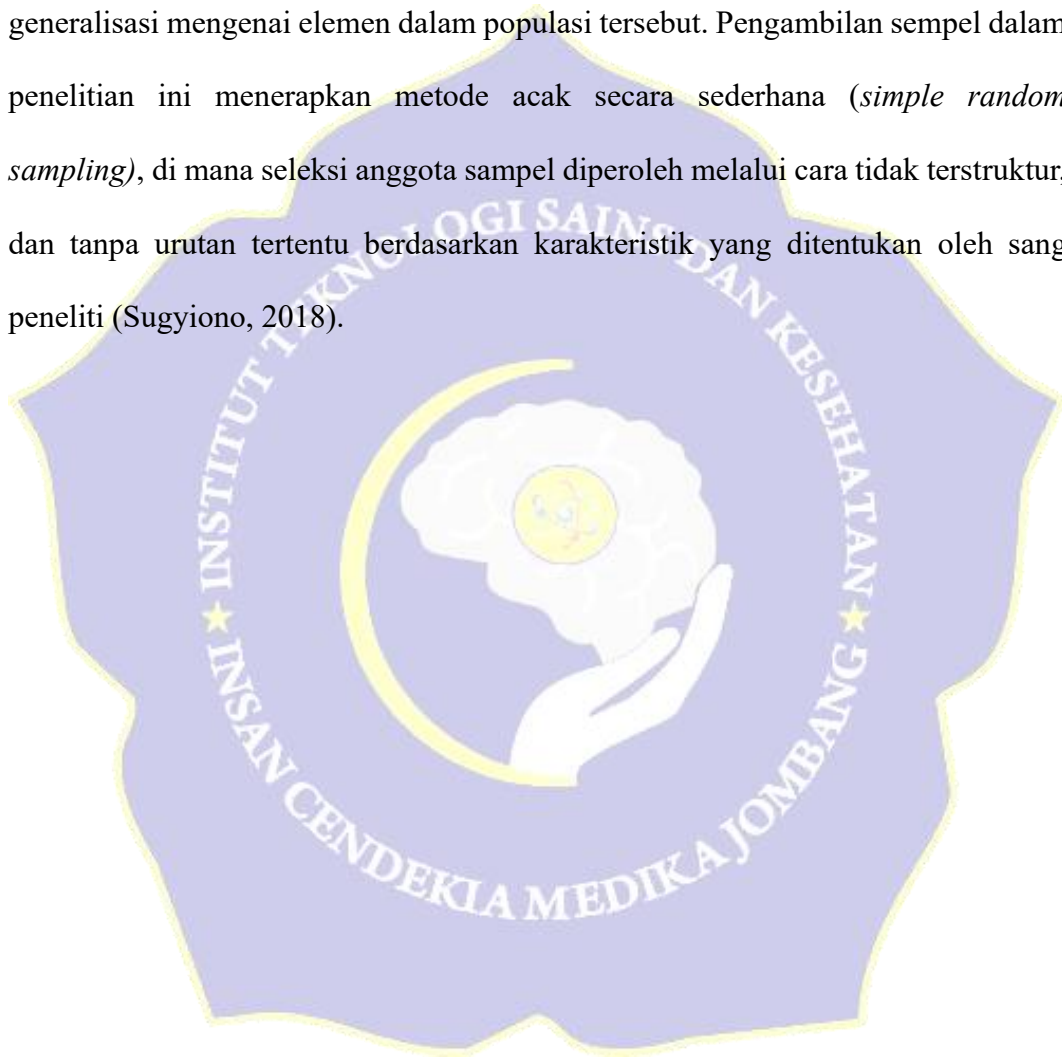 generalisasi mengenai elemen dalam populasi tersebut. Pengambilan sempel dalam
penelitian ini menerapkan metode acak secara sederhana (simple random
sampling), di mana seleksi anggota sampel diperoleh melalui cara tidak terstruktur,
dan tanpa urutan tertentu berdasarkan karakteristik yang ditentukan oleh sang
peneliti (Sugyiono, 2018).
INSTITUT TEKNOLOGI SAINS DAN KESEHATAN
INSAN CENDEKIA MEDIKA JOMBANG